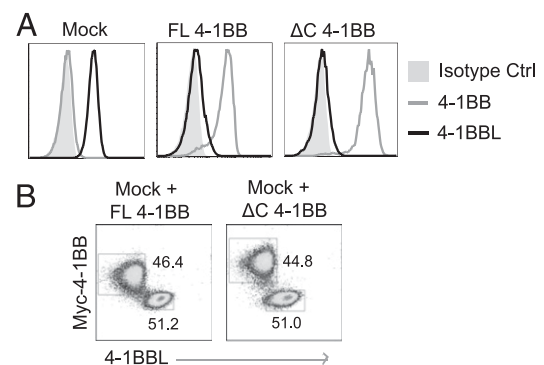 A
Mock
FL 4-1BB
ΔC 4-1BB
Isotype Ctrl
4-1BB
4-1BBL
B
Mock +
FL 4-1BB
Mock +
ΔC 4-1BB
Myc-4-1BB
46.4
51.2
44.8
51.0
4-1BBL